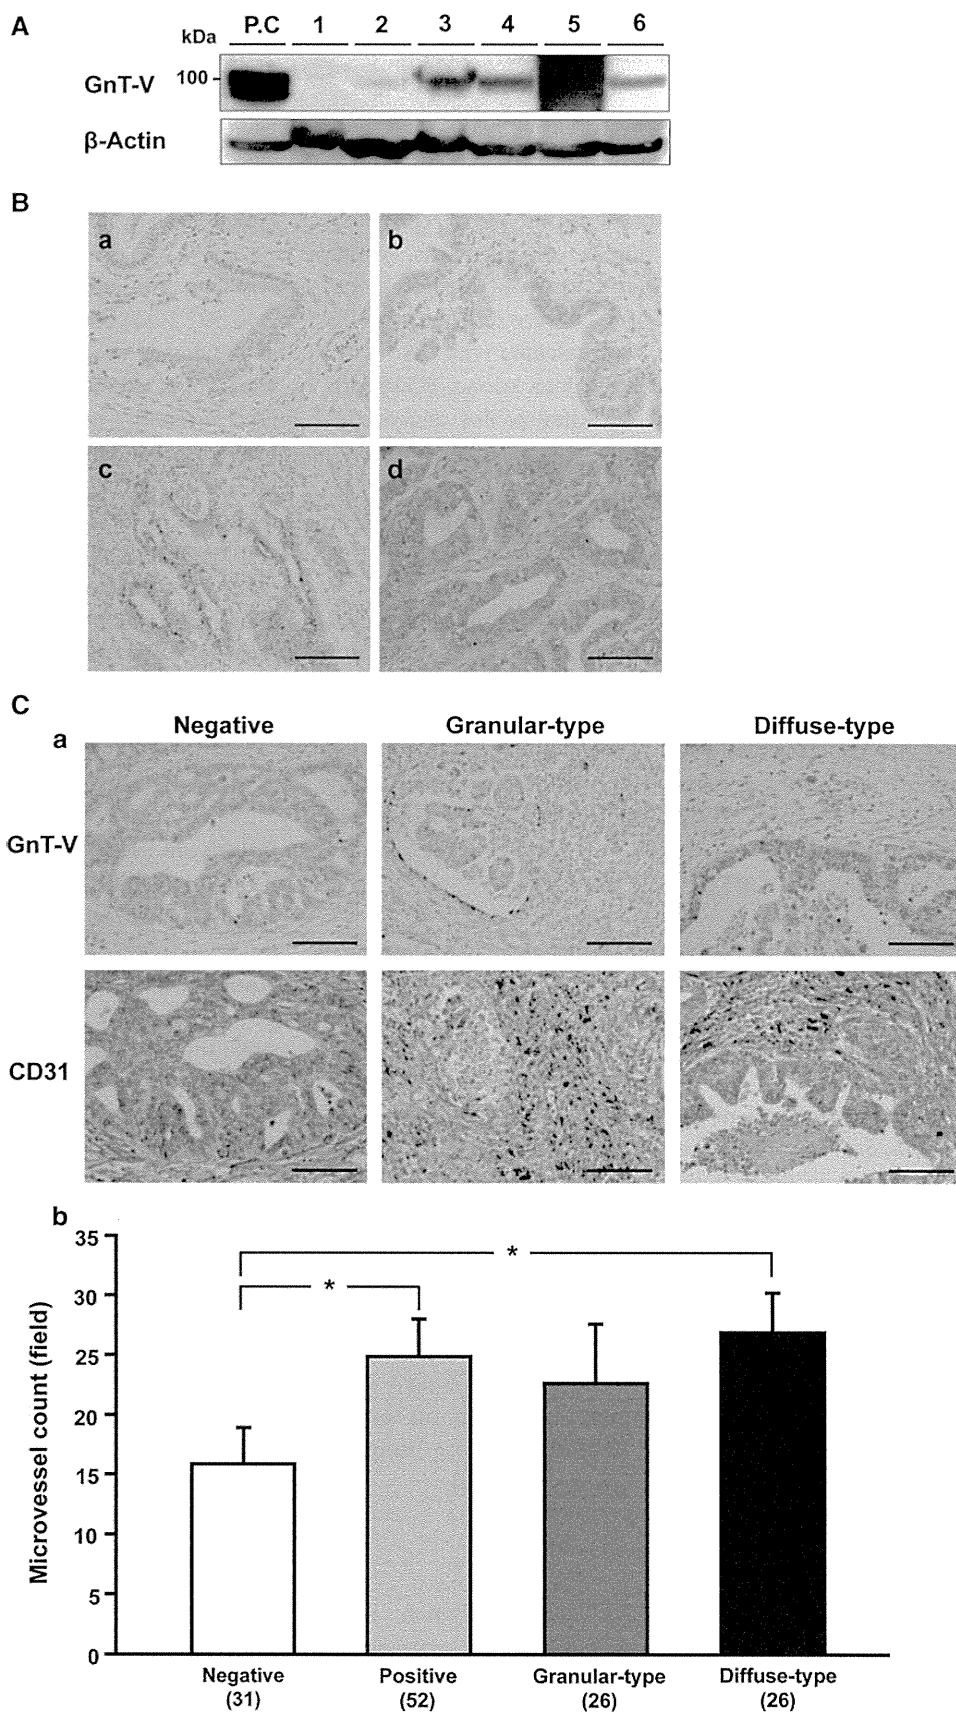 A
kDa
P.C 1 2 3 4 5 6
GnT-V
100
β-Actin
B
a
b
c
d
C
a
Negative
Granular-type
Diffuse-type
GnT-V
CD31
b
Microvessel count (field)
35
30
25
20
15
10
5
0
*
*
Negative
(31)
Positive
(52)
Granular-type
(26)
Diffuse-type
(26)